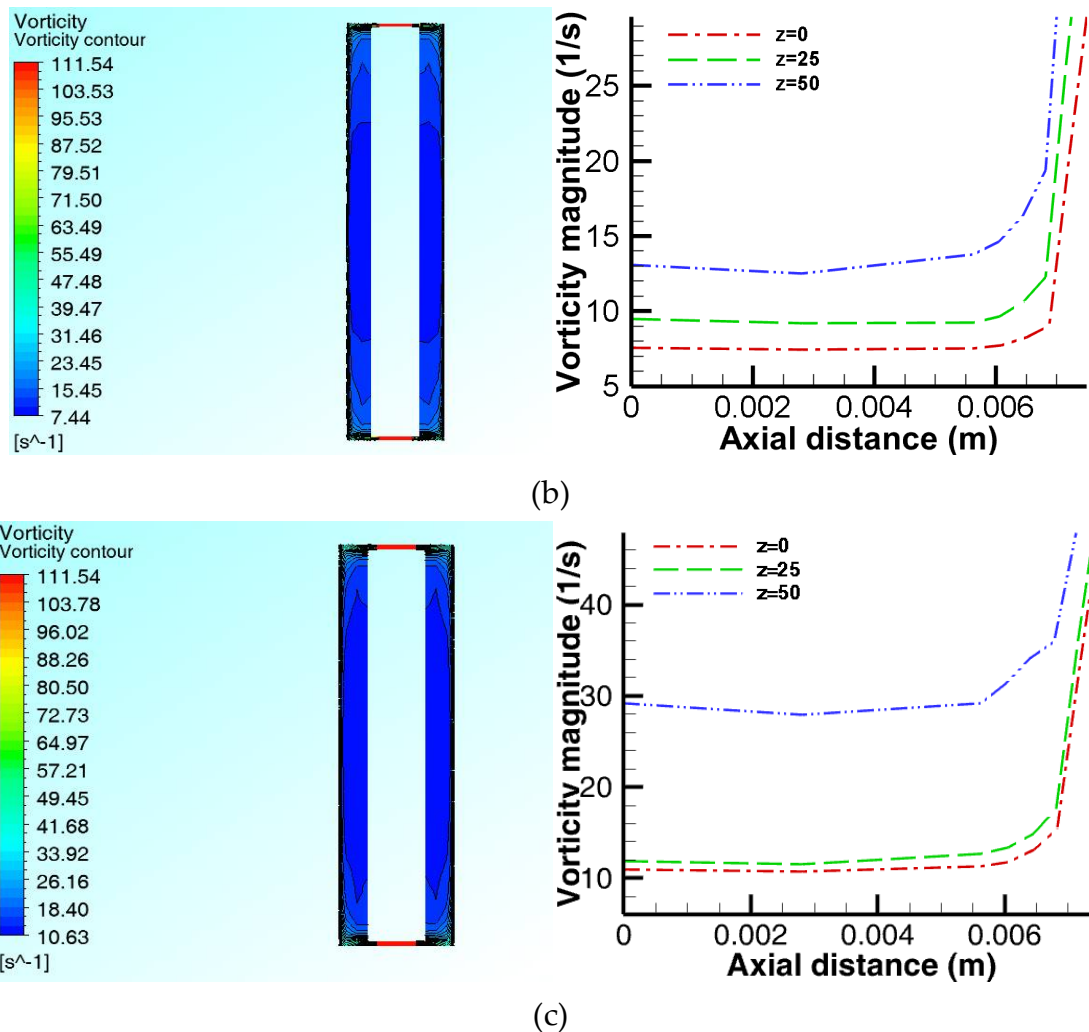 Vorticity
Vorticity contour
111.54
103.53
95.53
87.52
79.51
71.50
63.49
55.49
47.48
39.47
31.46
23.45
15.45
7.44
[s^-1]
Vorticity magnitude (1/s)
25
20
15
10
5
z=0
z=25
z=50
0 0.002 0.004 0.006
Axial distance (m)
(b)
Vorticity
Vorticity contour
111.54
103.78
96.02
88.26
80.50
72.73
64.97
57.21
49.45
41.68
33.92
26.16
18.40
10.63
[s^-1]
Vorticity magnitude (1/s)
40
30
20
10
z=0
z=25
z=50
0 0.002 0.004 0.006
Axial distance (m)
(c)